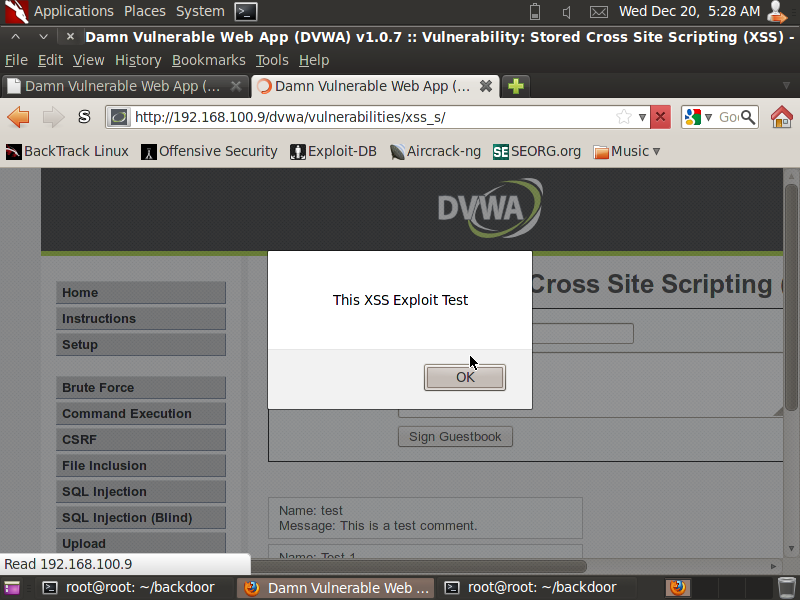 Applications Places System Wed Dec 20, 5:28 AM
Damn Vulnerable Web App (DVWA) v1.0.7 :: Vulnerability: Stored Cross Site Scripting (XSS) -
File Edit View History Bookmarks Tools Help
Damn Vulnerable Web App (... Damn Vulnerable Web App (...
http://192.168.100.9/dvwa/vulnerabilities/xss_s/ Go
BackTrack Linux Offensive Security Exploit-DB Aircrack-ng SEORG.org Music
DVWA
Cross Site Scripting (
This XSS Exploit Test
OK
Home
Instructions
Setup
Brute Force
Command Execution
CSRF
File Inclusion
SQL Injection
SQL Injection (Blind)
Upload
Sign Guestbook
Name: test
Message: This is a test comment.
Name: Test 1
Read 192.168.100.9
root@root: ~/backdoor Damn Vulnerable Web ... root@root: ~/backdoor